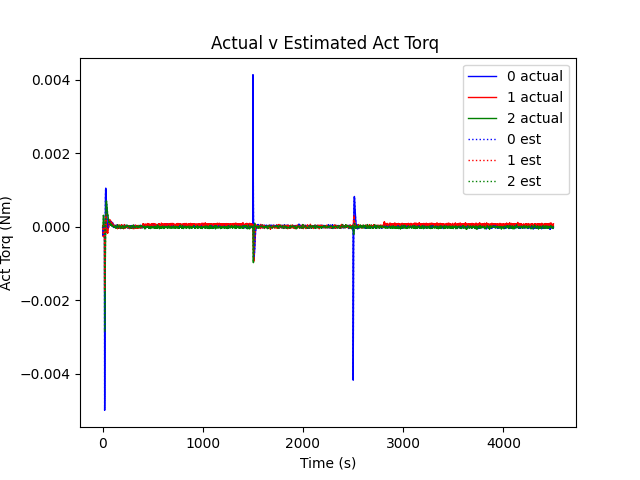 Actual v Estimated Act Torq
0.004
0.002
0.000
−0.002
−0.004
Act Torq (Nm)
0 actual
1 actual
2 actual
0 est
1 est
2 est
0
1000
2000
3000
4000
Time (s)